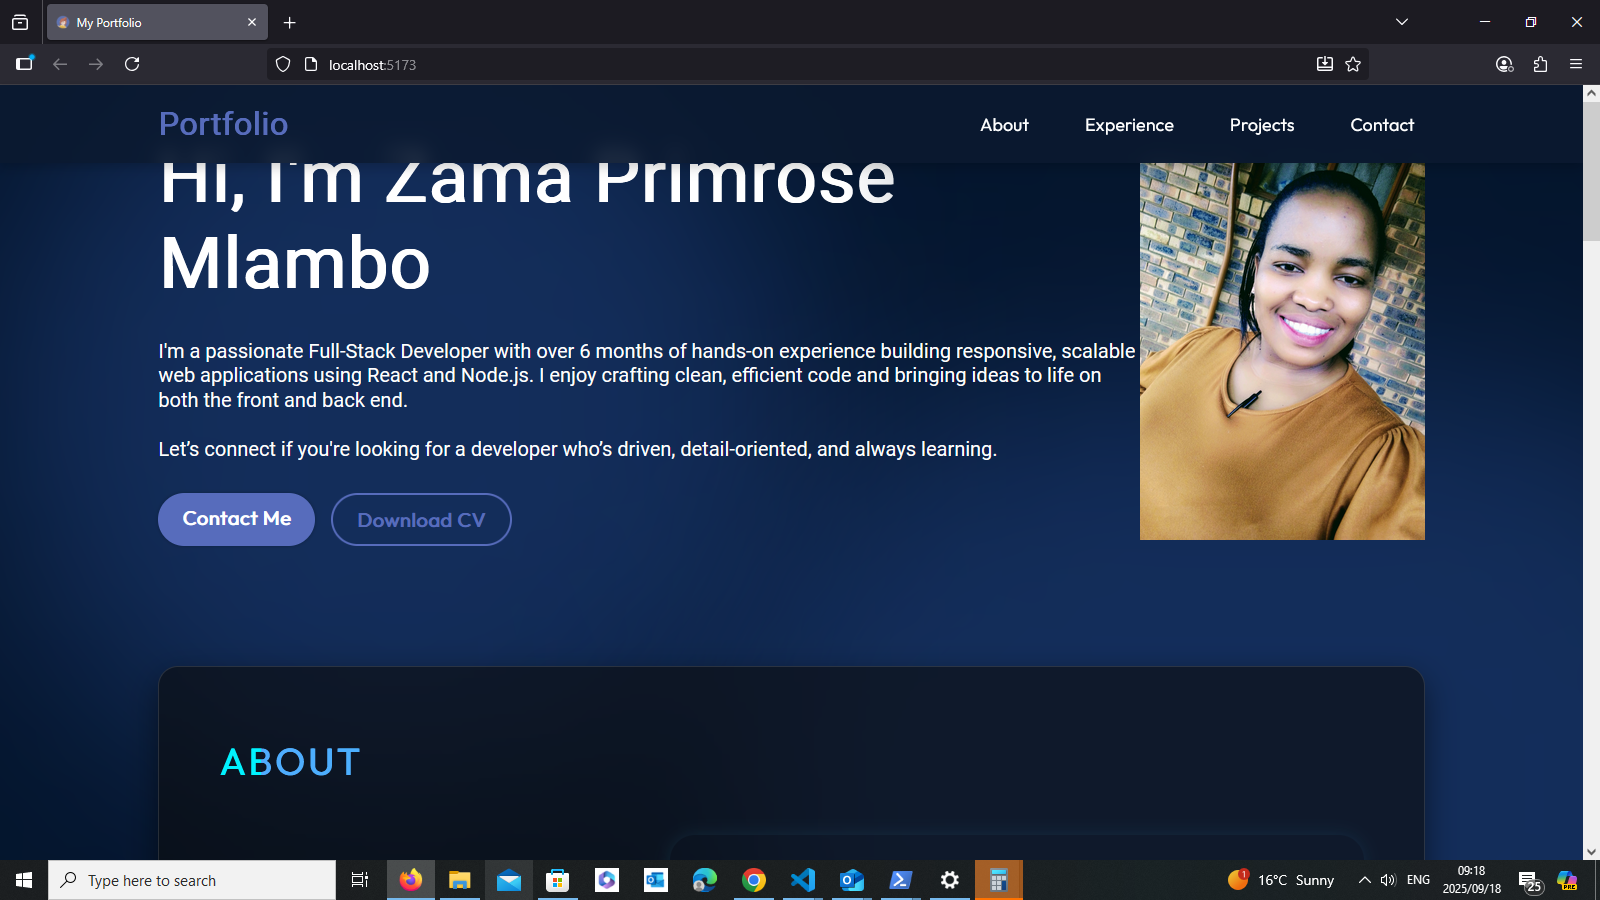 My Portfolio
localhost:5173
Portfolio
About Experience Projects Contact
Hi, I'm Zama Primrose
Mlambo
I'm a passionate Full-Stack Developer with over 6 months of hands-on experience building responsive, scalable
web applications using React and Node.js. I enjoy crafting clean, efficient code and bringing ideas to life on
both the front and back end.
Let’s connect if you're looking for a developer who’s driven, detail-oriented, and always learning.
Contact Me Download CV
ABOUT
Type here to search
1
16°C Sunny
ENG
09:18
2025/09/18
25
PRE